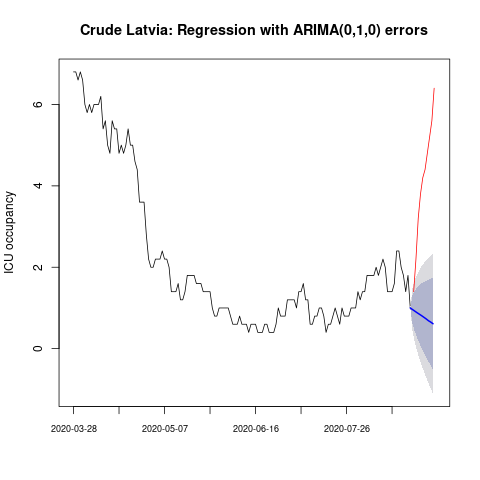 Crude Latvia: Regression with ARIMA(0,1,0) errors
ICU occupancy
6
4
2
0
2020-03-28 2020-05-07 2020-06-16 2020-07-26